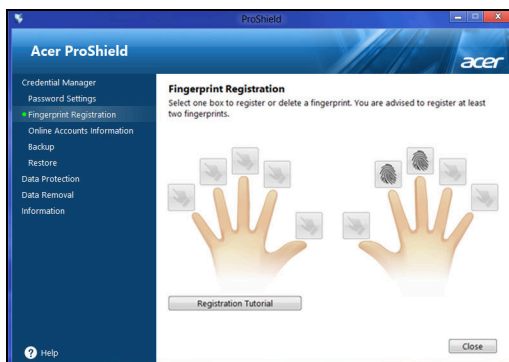 ProShield
Acer ProShield
acer
Credential Manager
Password Settings
Fingerprint Registration
Online Accounts Information
Backup
Restore
Data Protection
Data Removal
Information
Help
Fingerprint Registration
Select one box to register or delete a fingerprint. You are advised to register at least
two fingerprints.
Registration Tutorial
Close